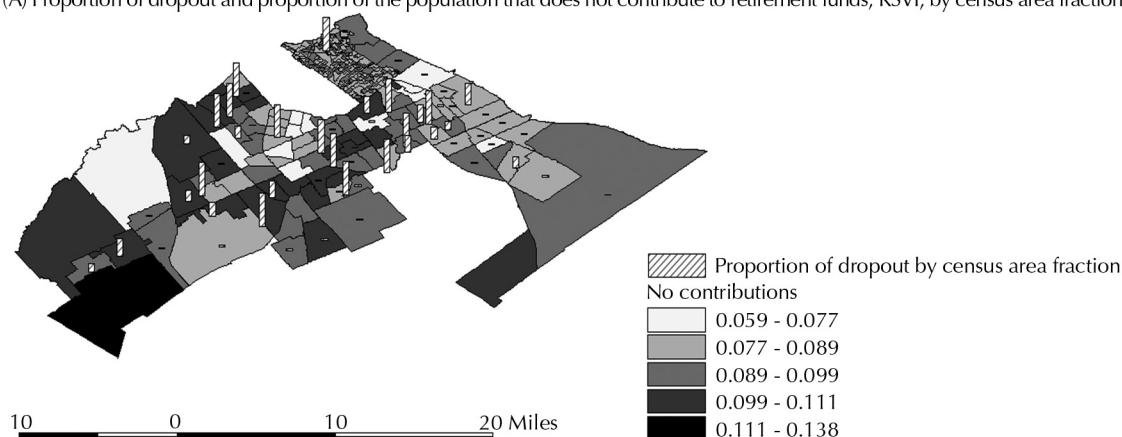 (A) Proportion of dropout and proportion of the population that does not contribute to retirement funds, RSVI, by census area fraction
Proportion of dropout by census area fraction
No contributions
0.059 - 0.077
0.077 - 0.089
0.089 - 0.099
0.099 - 0.111
0.111 - 0.138
10 0 10 20 Miles